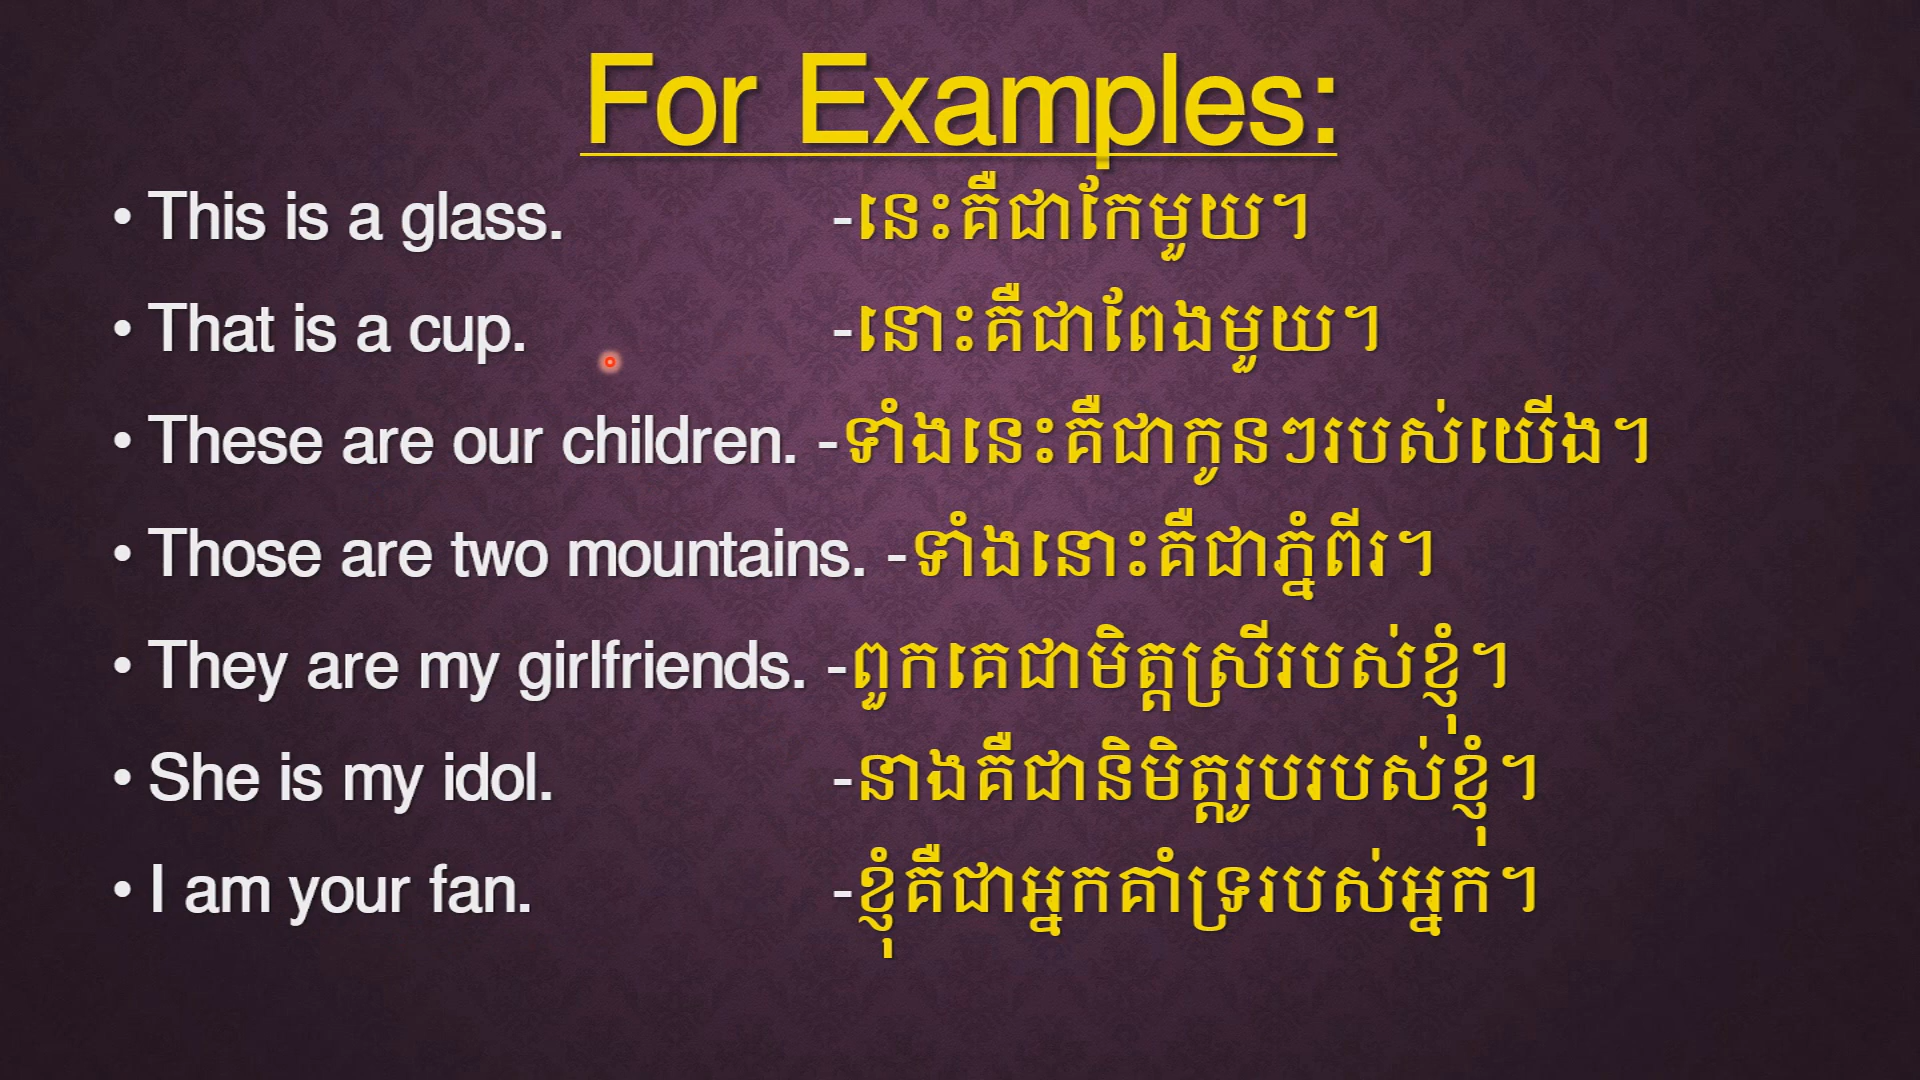 For Examples:
• This is a glass. -នេះគឺជាកែមួយ។
• That is a cup. -នោះគឺជាពែងមួយ។
• These are our children. -ទាំងនេះគឺជាកូនៗរបស់យើង។
• Those are two mountains. -ទាំងនោះគឺជាភ្នំពីរ។
• They are my girlfriends. -ពួកគេជាមិត្តស្រីរបស់ខ្ញុំ។
• She is my idol. -នាងគឺជានិមិត្តរូបរបស់ខ្ញុំ។
• I am your fan. -ខ្ញុំគឺជាអ្នកគាំទ្ររបស់អ្នក។